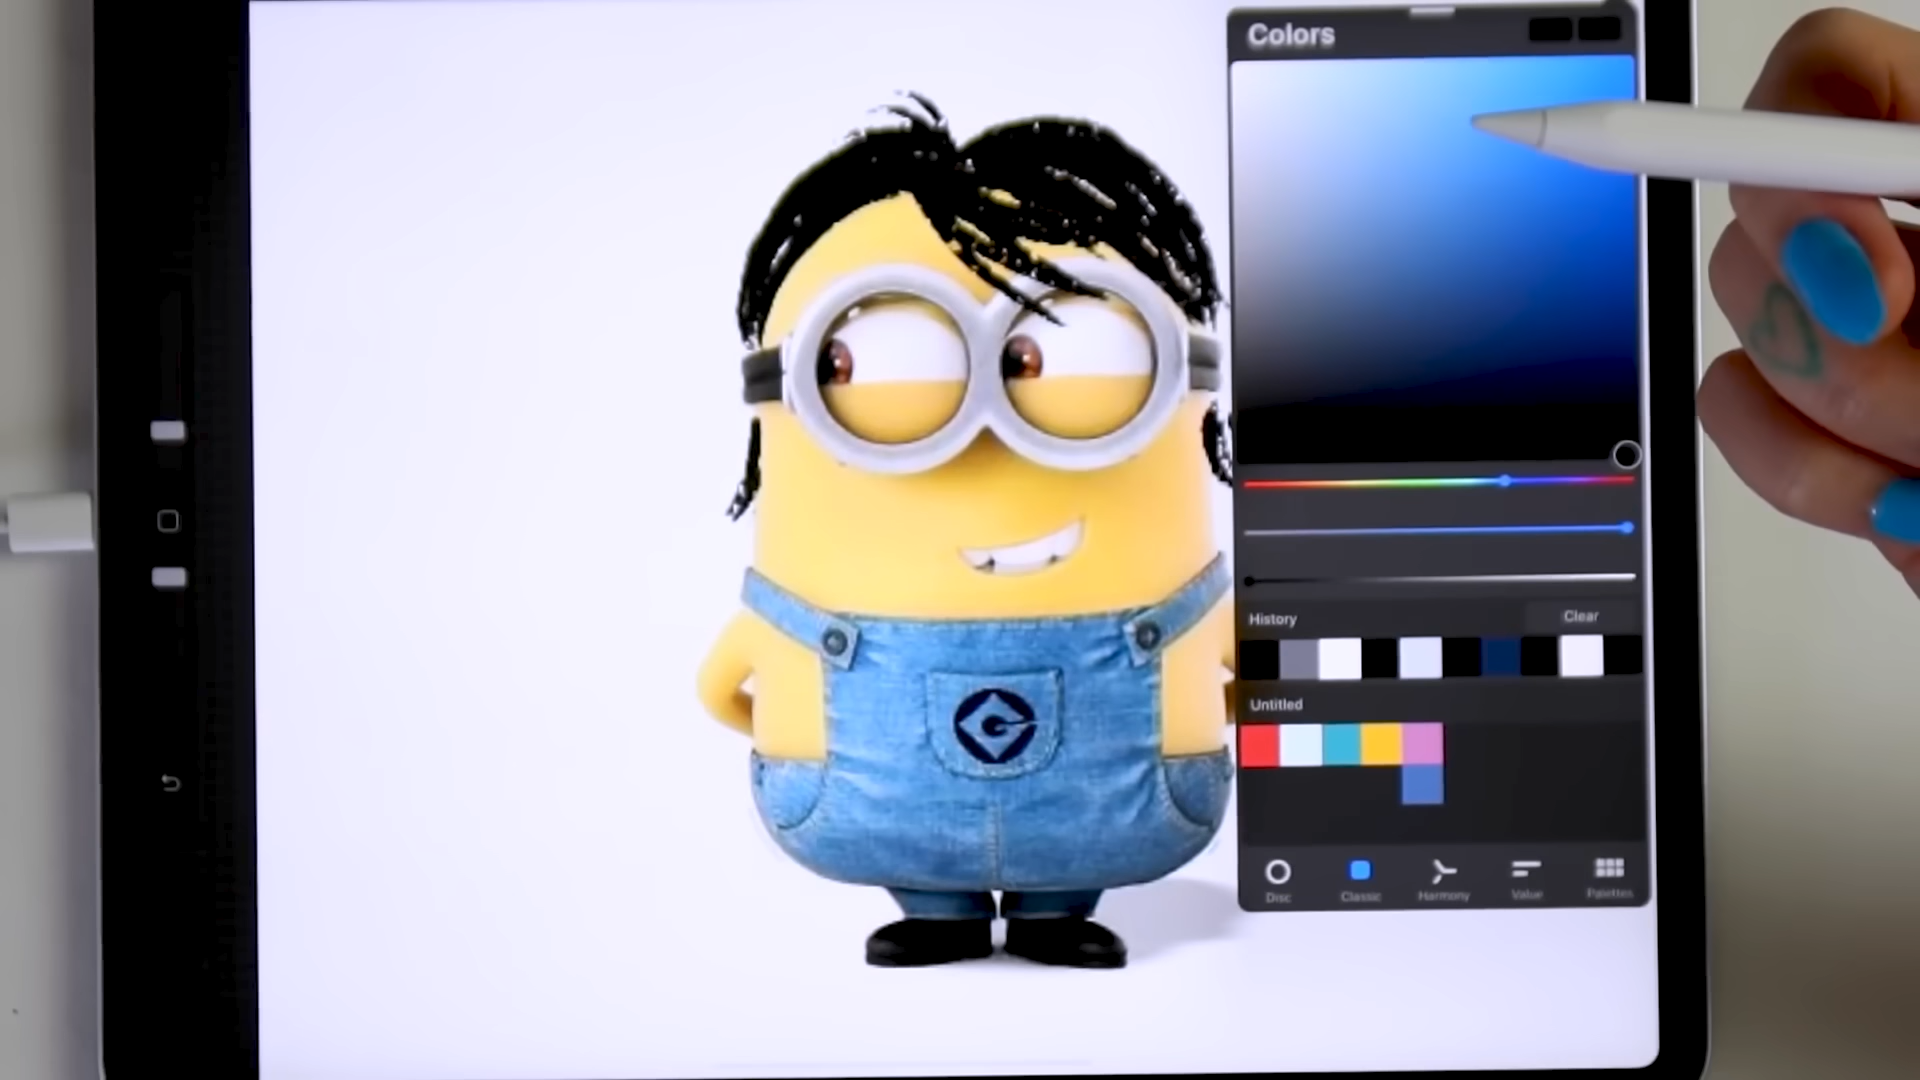 Colors
History
Clear
Untitled
Disc
Classic
Harmony
Value
Palettes
G